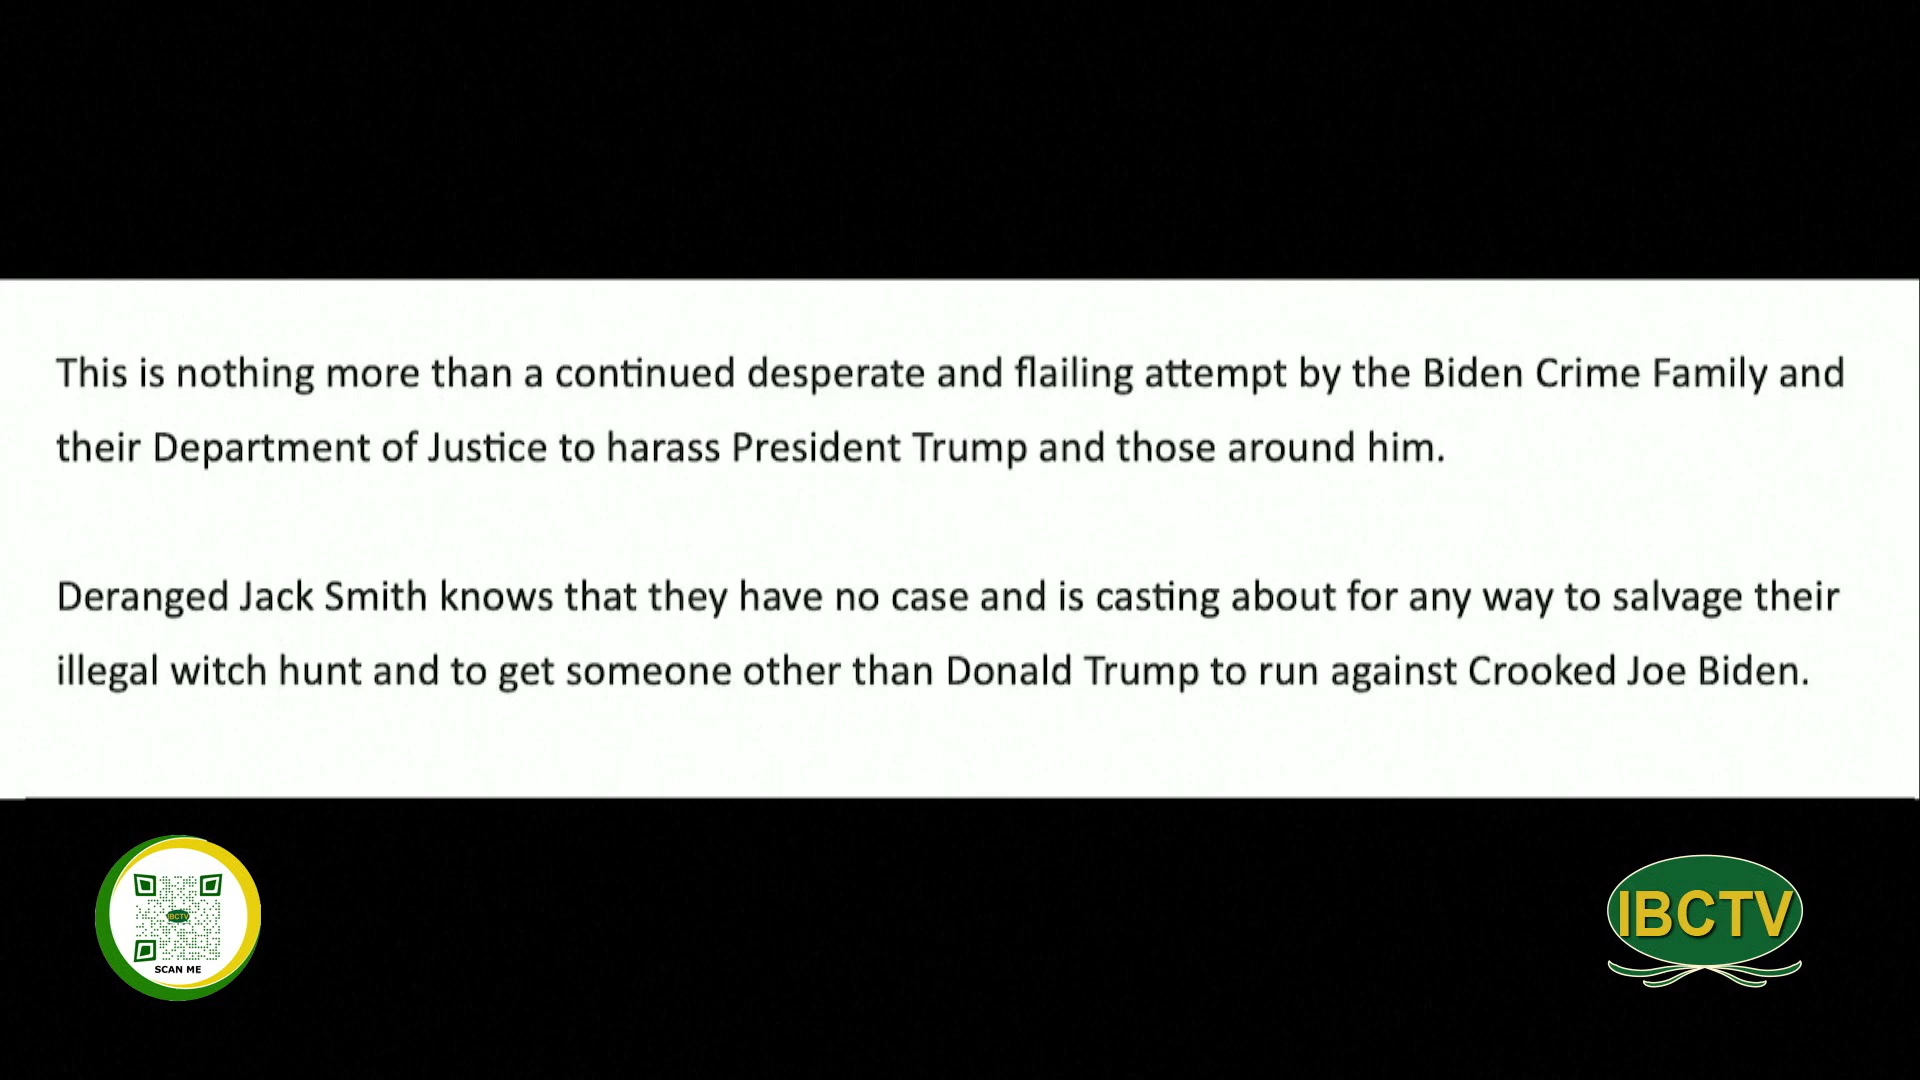 This is nothing more than a continued desperate and flailing attempt by the Biden Crime Family and
their Department of Justice to harass President Trump and those around him.
Deranged Jack Smith knows that they have no case and is casting about for any way to salvage their
illegal witch hunt and to get someone other than Donald Trump to run against Crooked Joe Biden.
IBCTV
SCAN ME
IBCTV